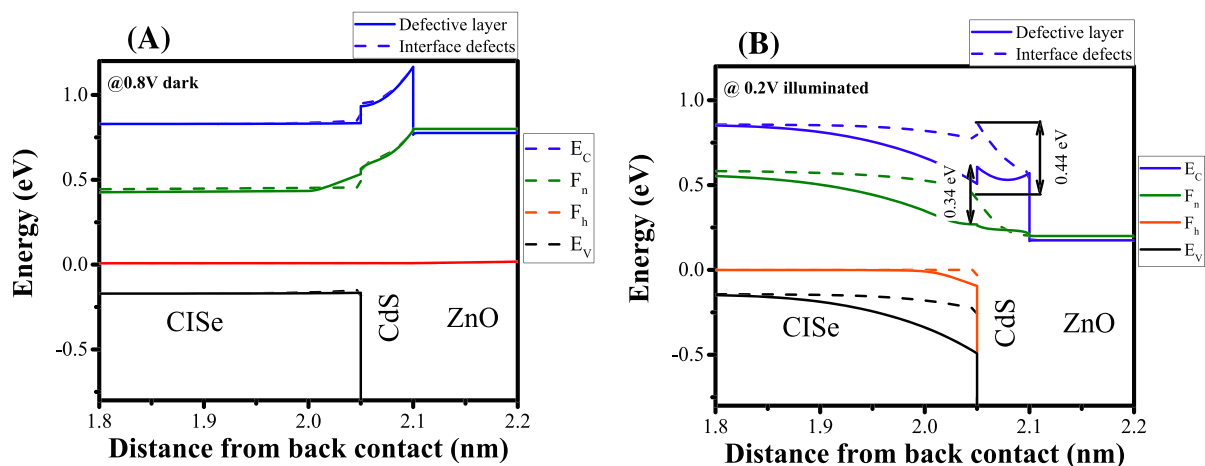 (A)
Defective layer
Interface defects
@0.8V dark
1.0
0.5
0.0
-0.5
Energy (eV)
CISe
CdS
ZnO
E_C
F_n
F_h
E_V
1.8 1.9 2.0 2.1 2.2
Distance from back contact (nm)
(B)
Defective layer
Interface defects
@ 0.2V illuminated
1.0
0.5
0.0
-0.5
Energy (eV)
0.34 eV
0.44 eV
CISe
CdS
ZnO
E_C
F_n
F_h
E_V
1.8 1.9 2.0 2.1 2.2
Distance from back contact (nm)